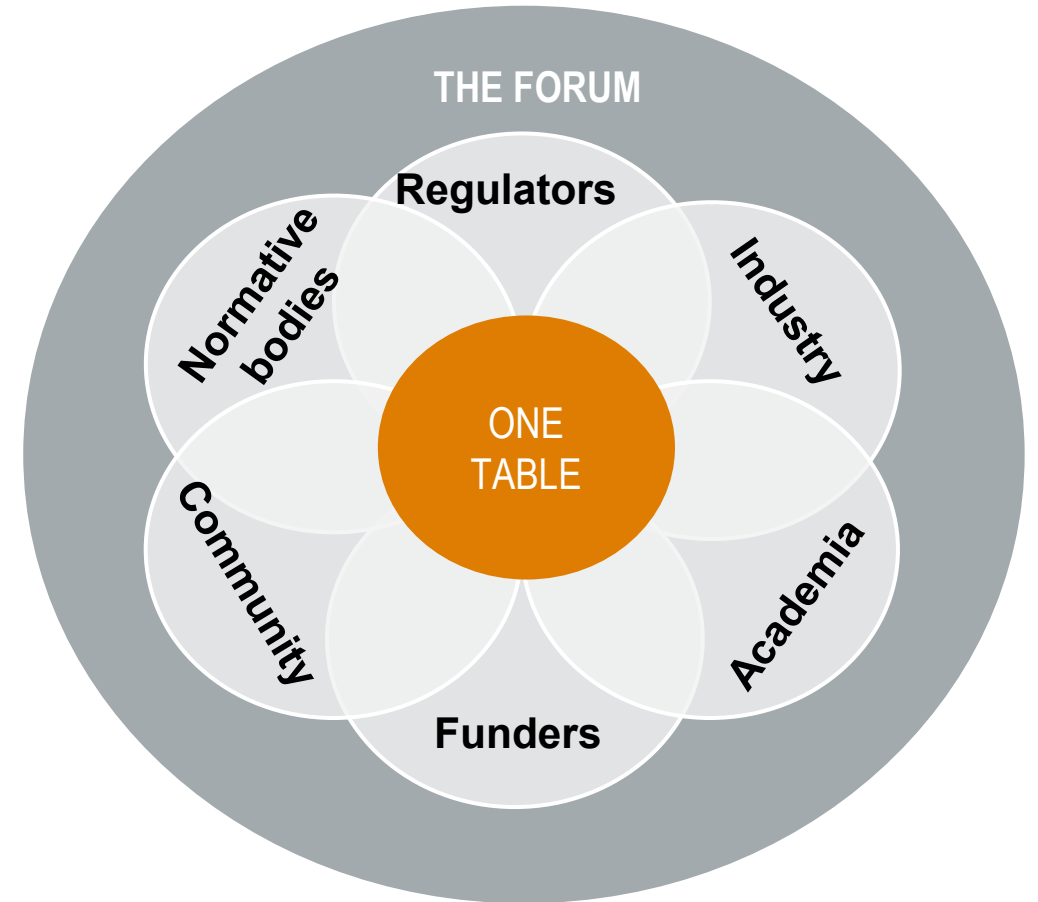 THE FORUM
Regulators
Normative
bodies
Industry
ONE
TABLE
Community
Academia
Funders